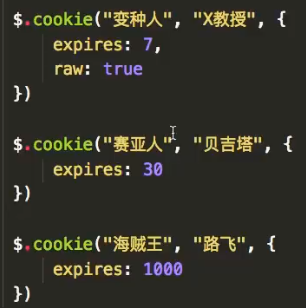 $.cookie("变种人", "X教授", {
    expires: 7,
    raw: true
})
$.cookie("赛亚人", "贝吉塔", {
    expires: 30
})
$.cookie("海贼王", "路飞", {
    expires: 1000
})